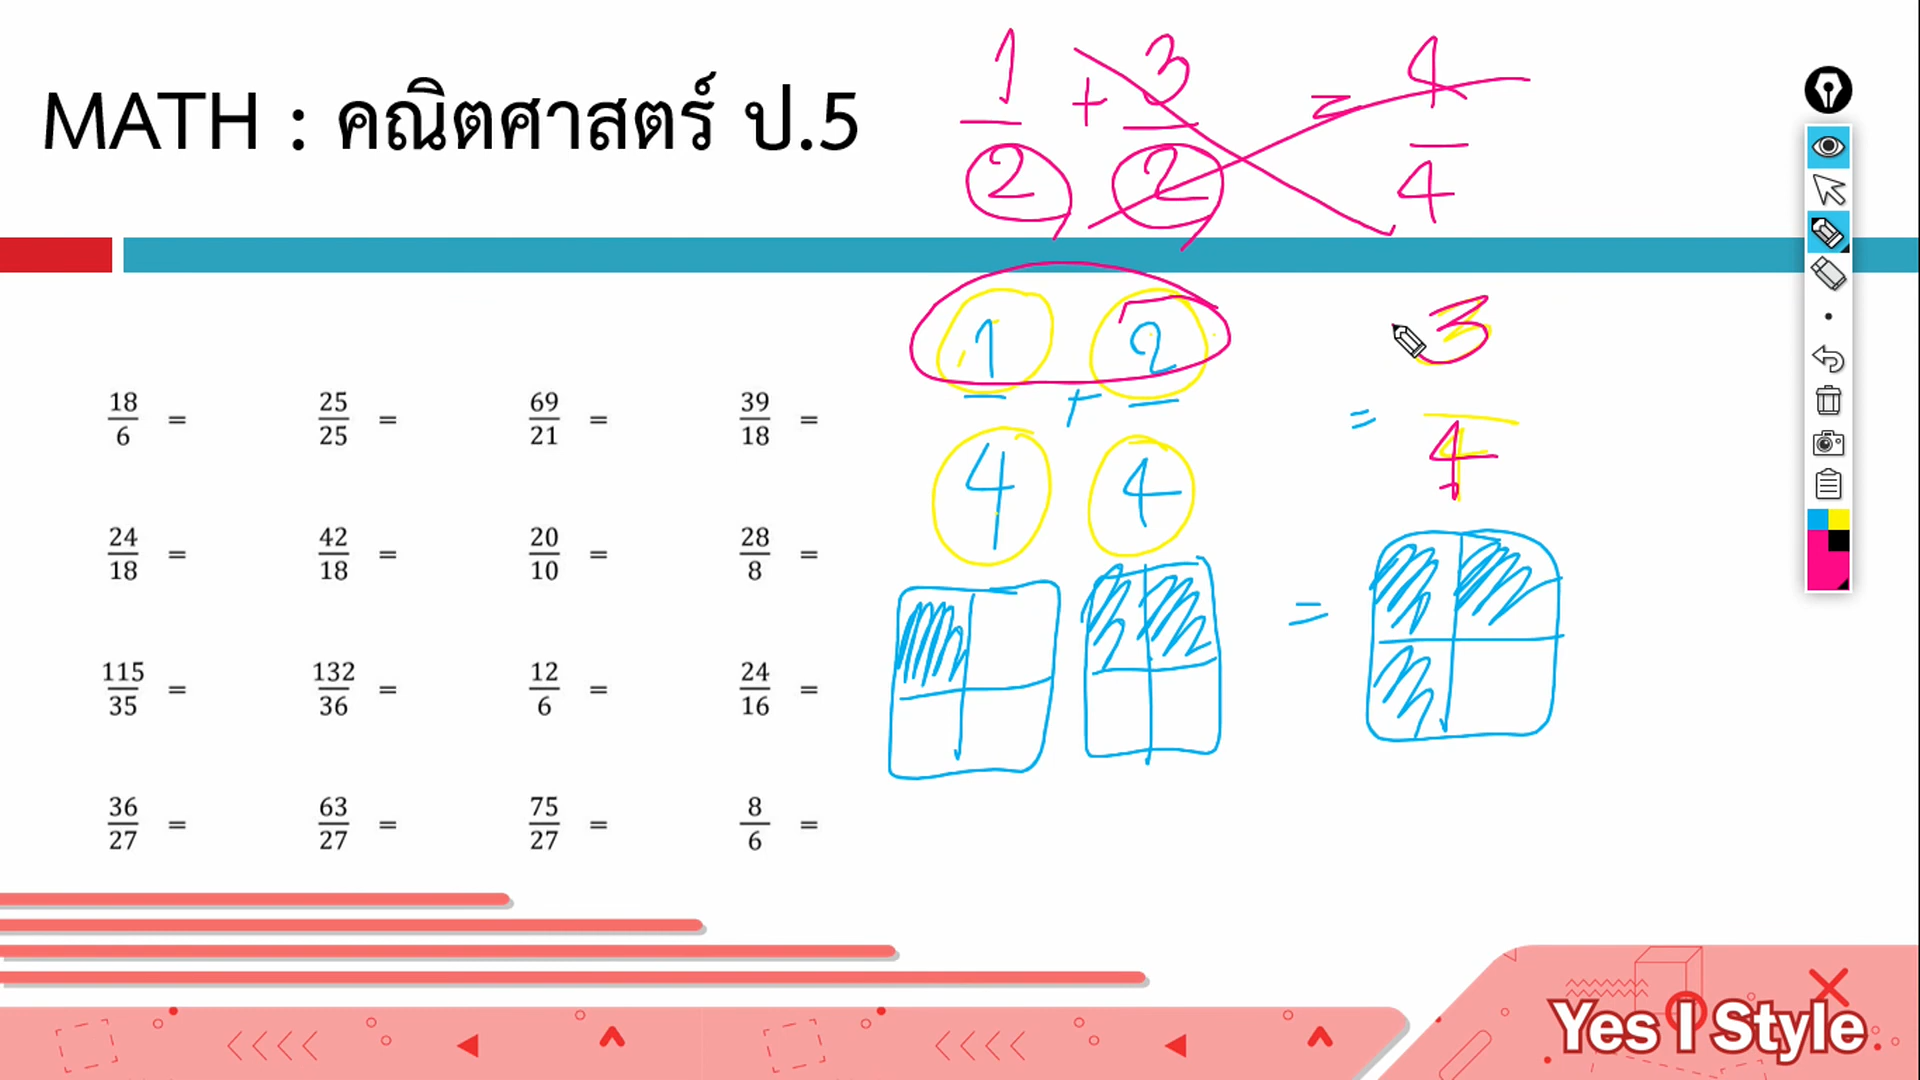 MATH : คณิตศาสตร์ ป.5
1/2 + 3/2 = 4/4
1/4 + 2/4 = 3/4
=
18/6 = 25/25 = 69/21 = 39/18 =
24/18 = 42/18 = 20/10 = 28/8 =
115/35 = 132/36 = 12/6 = 24/16 =
36/27 = 63/27 = 75/27 = 8/6 =
Yes I Style